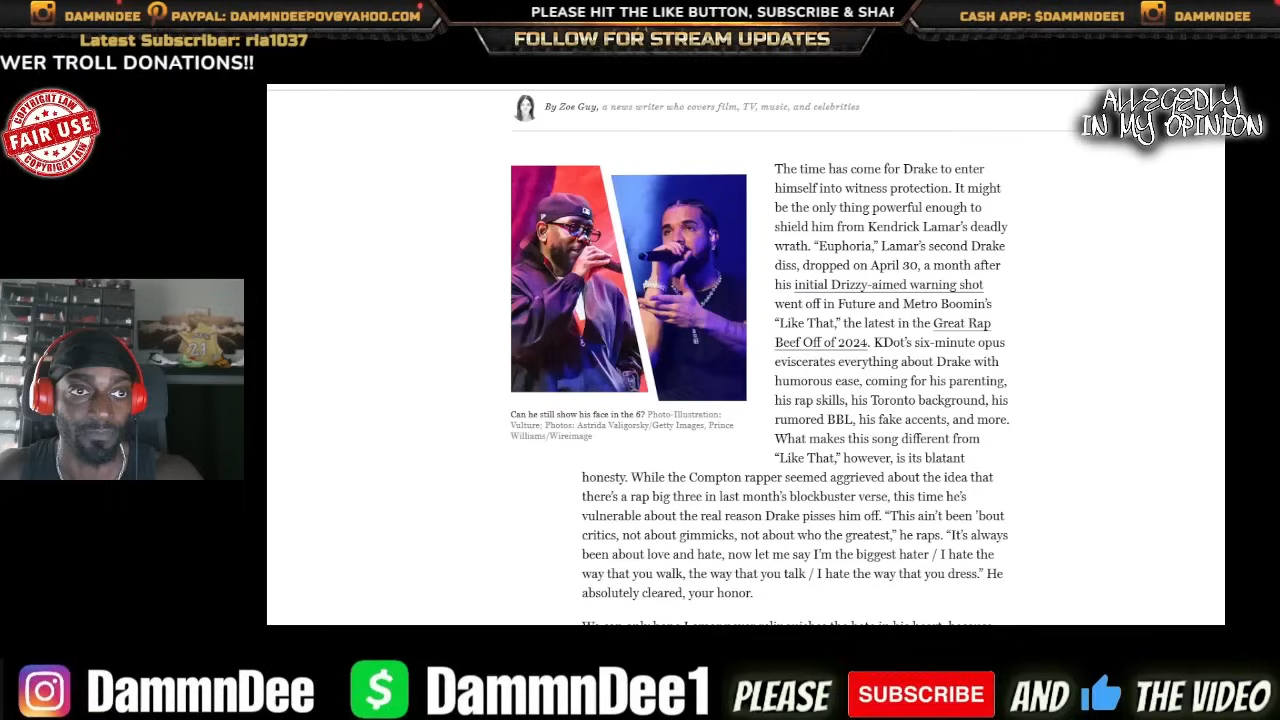 DAMMNDEE
PAYPAL: DAMMNDEEPOV@YAHOO.COM
PLEASE HIT THE LIKE BUTTON, SUBSCRIBE & SHAR
CASH APP: $DAMMNDEE1
DAMMNDEE
Latest Subscriber: ria1037
FOLLOW FOR STREAM UPDATES
WER TROLL DONATIONS!!
COPYRIGHT LAW
FAIR USE
COPYRIGHT LAW
ALLEGEDLY
IN MY OPINION
By Zoe Guy, a news writer who covers film, TV, music, and celebrities
The time has come for Drake to enter
himself into witness protection. It might
be the only thing powerful enough to
shield him from Kendrick Lamar’s deadly
wrath. “Euphoria,” Lamar’s second Drake
diss, dropped on April 30, a month after
his initial Drizzy-aimed warning shot
went off in Future and Metro Boomin’s
“Like That,” the latest in the Great Rap
Beef Off of 2024. KDot’s six-minute opus
eviscerates everything about Drake with
humorous ease, coming for his parenting,
his rap skills, his Toronto background, his
rumored BBL, his fake accents, and more.
What makes this song different from
“Like That,” however, is its blatant
honesty. While the Compton rapper seemed aggrieved about the idea that
there’s a rap big three in last month’s blockbuster verse, this time he’s
vulnerable about the real reason Drake pisses him off. “This ain’t been ’bout
critics, not about gimmicks, not about who the greatest,” he raps. “It’s always
been about love and hate, now let me say I’m the biggest hater / I hate the
way that you walk, the way that you talk / I hate the way that you dress.” He
absolutely cleared, your honor.
Can he still show his face in the 6? Photo-Illustration:
Vulture; Photos: Astrida Valigorsky/Getty Images, Prince
Williams/Wireimage
DammnDee
$
DammnDee1
PLEASE
SUBSCRIBE
AND
THE VIDEO